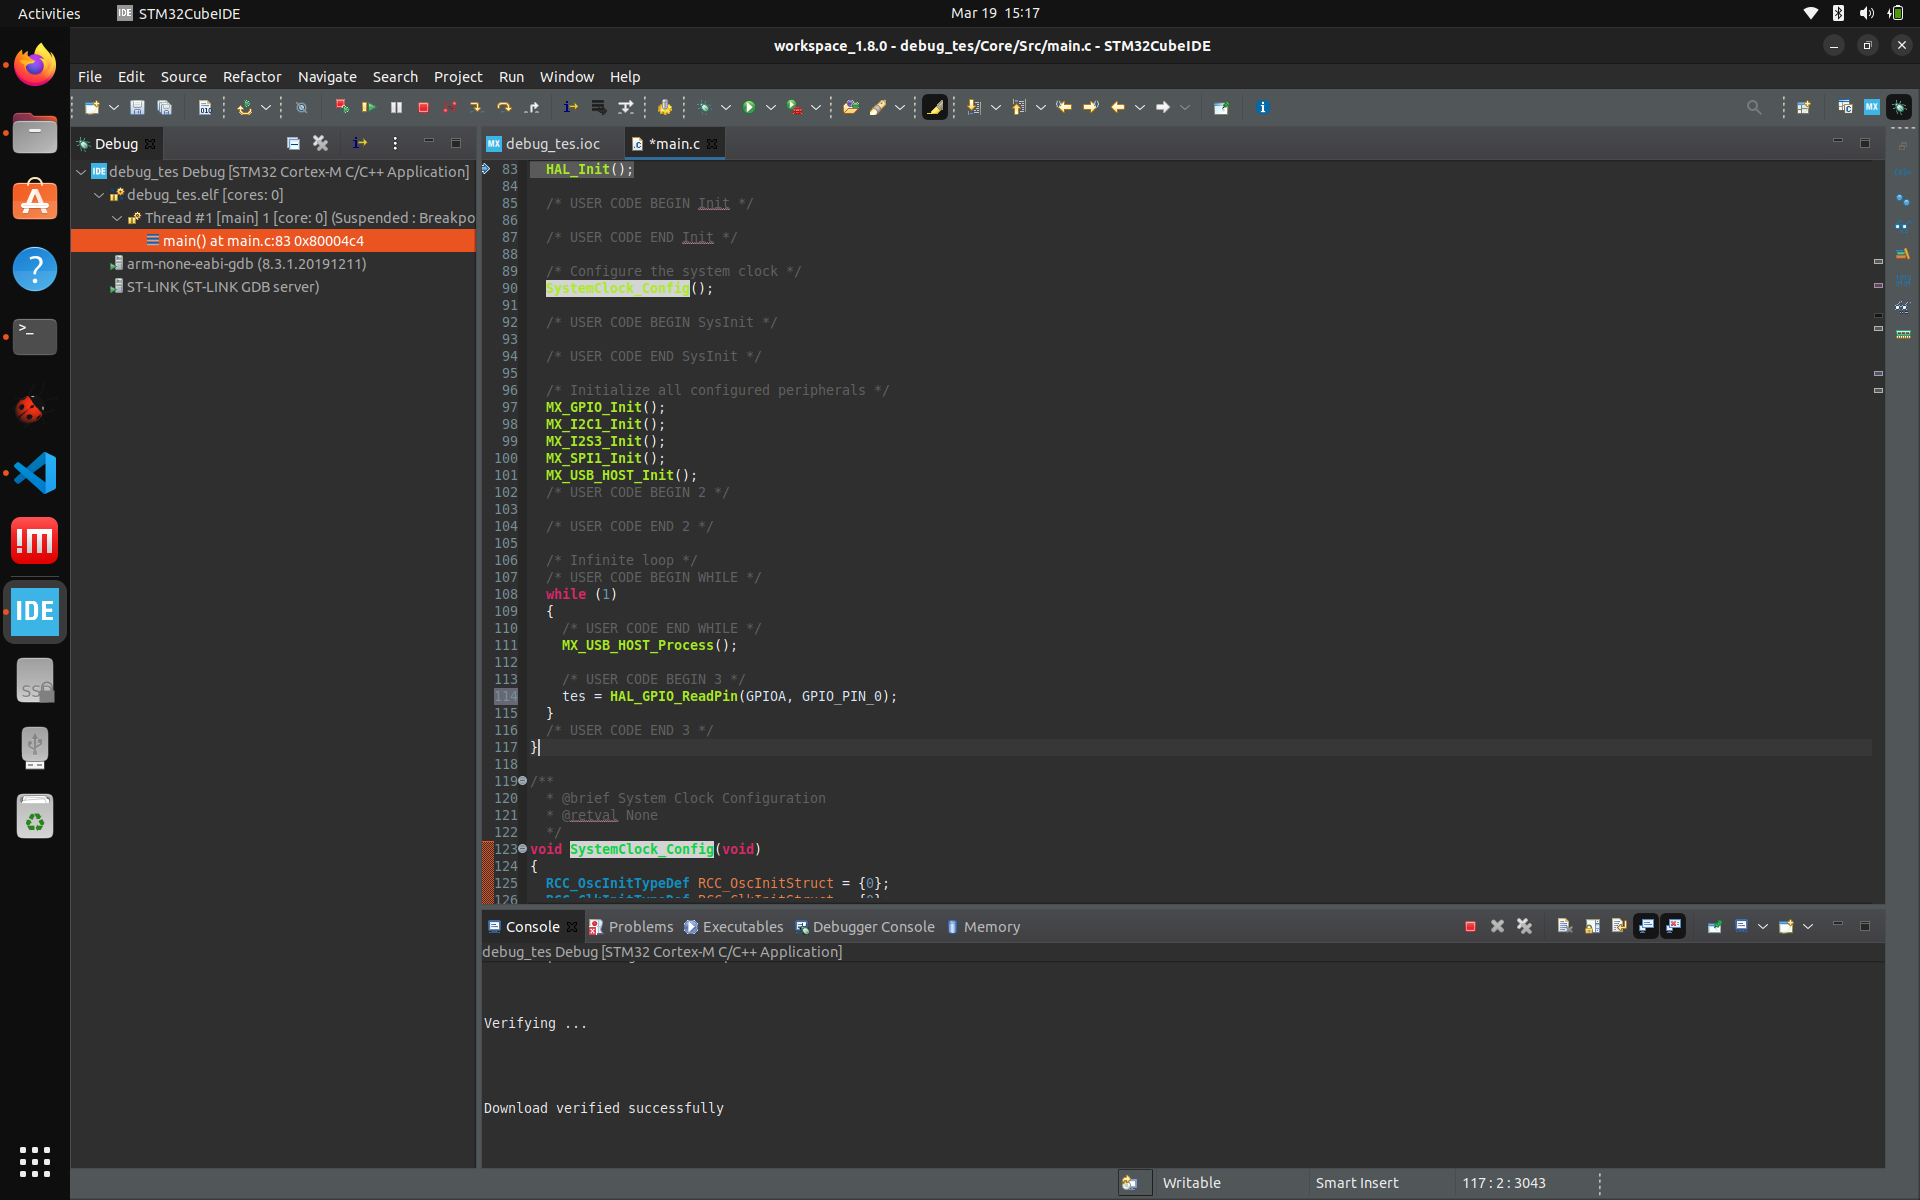 Activities
IDE STM32CubeIDE
Mar 19 15:17
workspace_1.8.0 - debug_tes/Core/Src/main.c - STM32CubeIDE
File Edit Source Refactor Navigate Search Project Run Window Help
010
MX
Debug
MX debug_tes.ioc
.c *main.c
IDE debug_tes Debug [STM32 Cortex-M C/C++ Application]
debug_tes.elf [cores: 0]
Thread #1 [main] 1 [core: 0] (Suspended : Breakpo
main() at main.c:83 0x80004c4
arm-none-eabi-gdb (8.3.1.20191211)
ST-LINK (ST-LINK GDB server)
83 HAL_Init();
84
85 /* USER CODE BEGIN Init */
86
87 /* USER CODE END Init */
88
89 /* Configure the system clock */
90 SystemClock_Config();
91
92 /* USER CODE BEGIN SysInit */
93
94 /* USER CODE END SysInit */
95
96 /* Initialize all configured peripherals */
97 MX_GPIO_Init();
98 MX_I2C1_Init();
99 MX_I2S3_Init();
100 MX_SPI1_Init();
101 MX_USB_HOST_Init();
102 /* USER CODE BEGIN 2 */
103
104 /* USER CODE END 2 */
105
106 /* Infinite loop */
107 /* USER CODE BEGIN WHILE */
108 while (1)
109 {
110 /* USER CODE END WHILE */
111 MX_USB_HOST_Process();
112
113 /* USER CODE BEGIN 3 */
114 tes = HAL_GPIO_ReadPin(GPIOA, GPIO_PIN_0);
115 }
116 /* USER CODE END 3 */
117 }
118
119 /**
120 * @brief System Clock Configuration
121 * @retval None
122 */
123 void SystemClock_Config(void)
124 {
125 RCC_OscInitTypeDef RCC_OscInitStruct = {0};
126
Console Problems Executables Debugger Console Memory
debug_tes Debug [STM32 Cortex-M C/C++ Application]
Verifying ...
Download verified successfully
Writable Smart Insert 117 : 2 : 3043
>_
?
!m
IDE
SSD